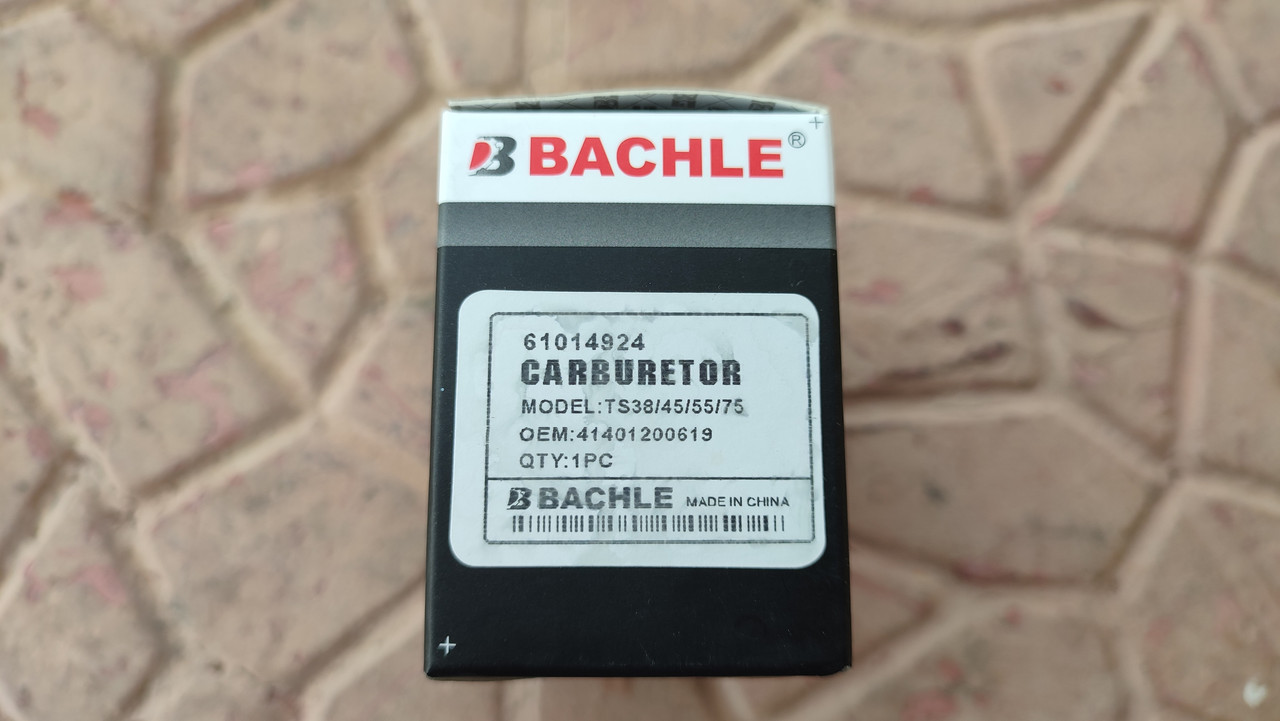 BACHLE®
61014924
CARBURETOR
MODEL:TS38/45/55/75
OEM:41401200619
QTY:1PC
BACHLE MADE IN CHINA